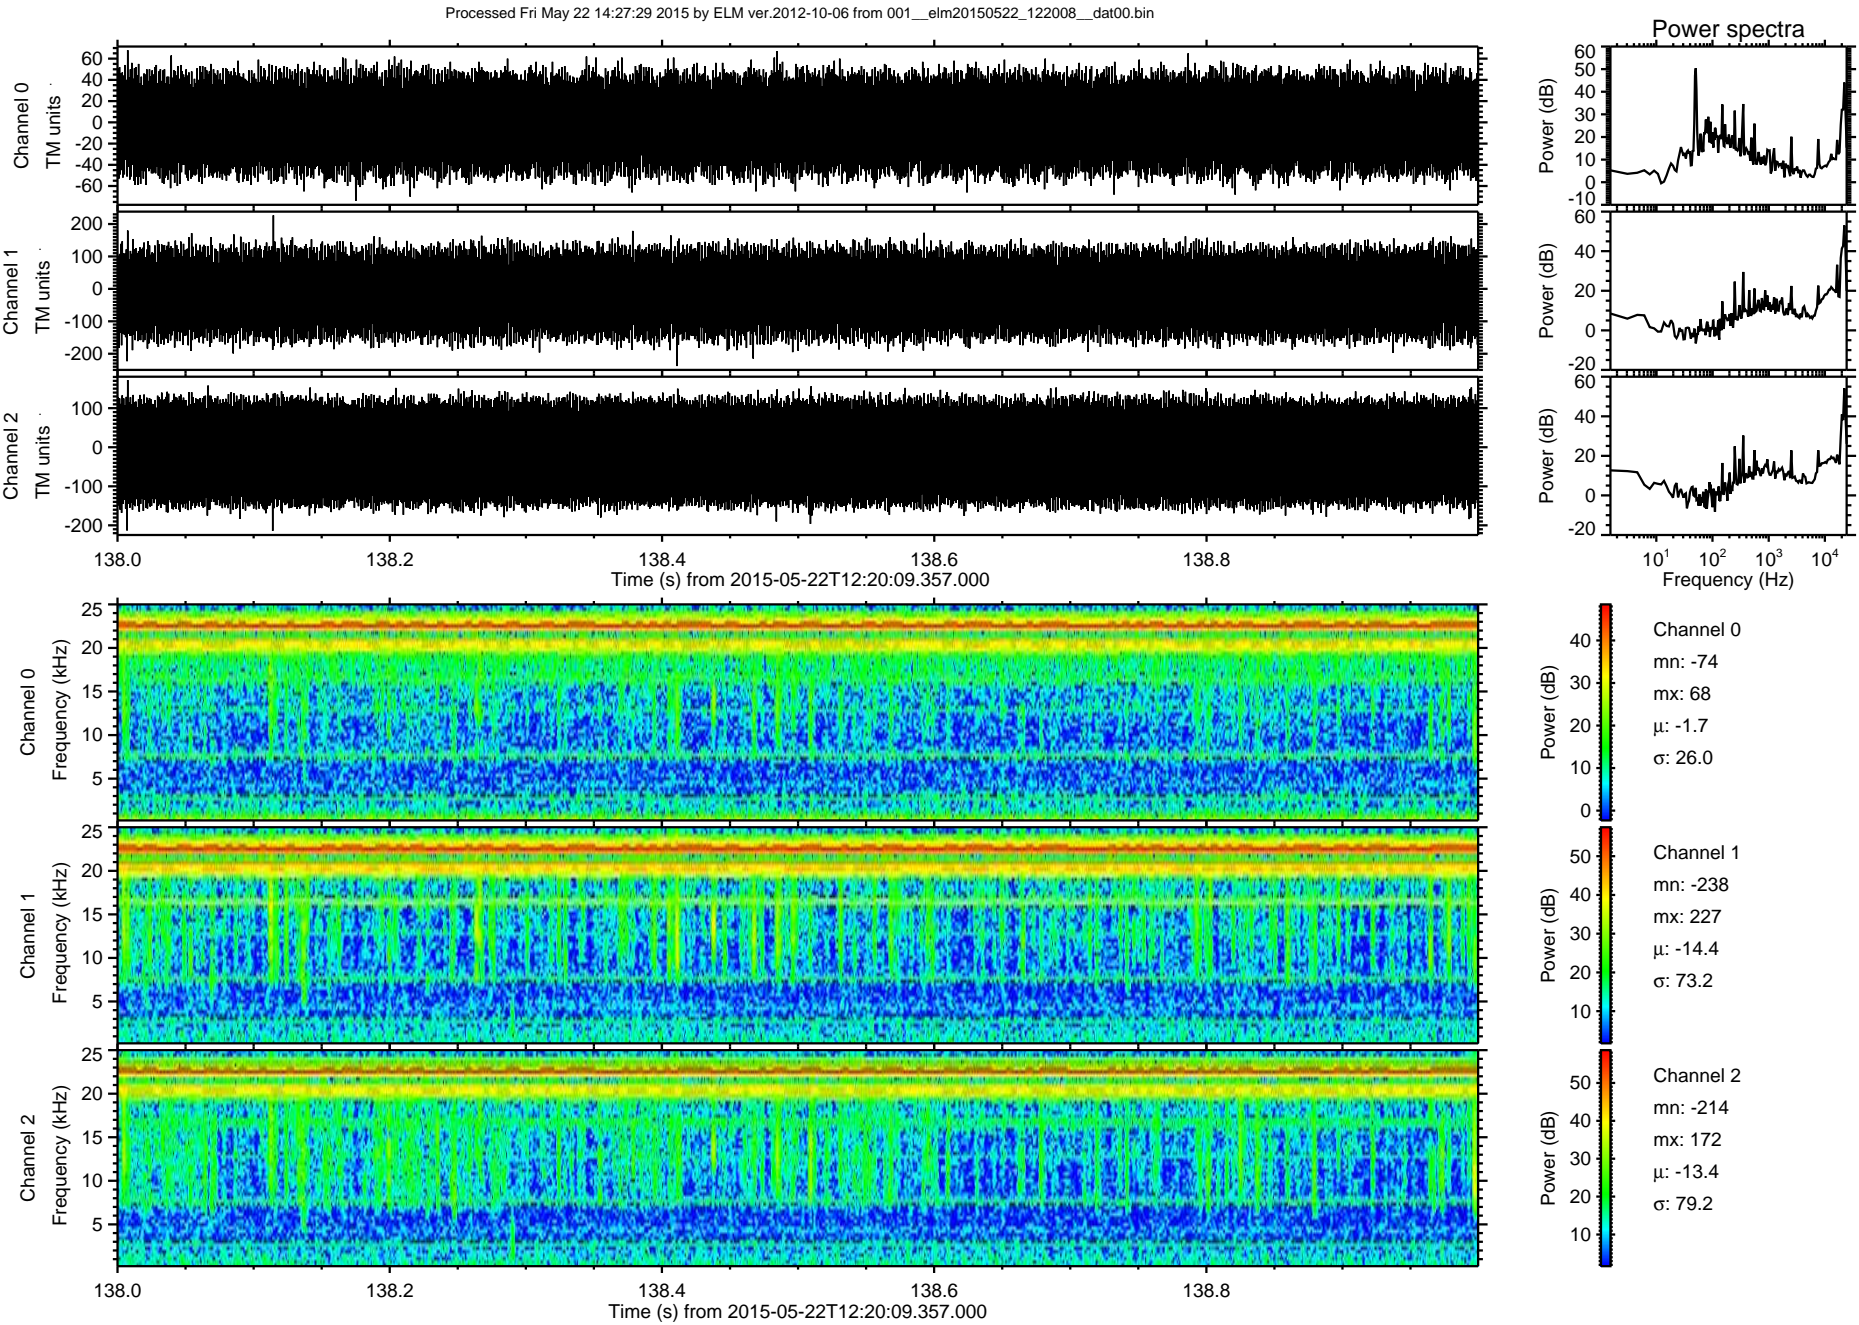 Processed Fri May 22 14:27:29 2015 by ELM ver.2012-10-06 from 001__elm20150522_122008__dat00.bin
Power spectra
Channel 0
TM units
60
40
20
0
-20
-40
-60
Power (dB)
60
50
40
30
20
10
0
-10
Channel 1
TM units
200
100
0
-100
-200
Power (dB)
60
40
20
0
-20
Channel 2
TM units
100
0
-100
-200
Power (dB)
60
40
20
0
-20
138.0 138.2 138.4 138.6 138.8
Time (s) from 2015-05-22T12:20:09.357.000
10^1 10^2 10^3 10^4
Frequency (Hz)
Channel 0
Frequency (kHz)
25
20
15
10
5
Power (dB)
40
30
20
10
0
Channel 0
mn: -74
mx: 68
μ: -1.7
σ: 26.0
Channel 1
Frequency (kHz)
25
20
15
10
5
Power (dB)
50
40
30
20
10
Channel 1
mn: -238
mx: 227
μ: -14.4
σ: 73.2
Channel 2
Frequency (kHz)
25
20
15
10
5
Power (dB)
50
40
30
20
10
Channel 2
mn: -214
mx: 172
μ: -13.4
σ: 79.2
138.0 138.2 138.4 138.6 138.8
Time (s) from 2015-05-22T12:20:09.357.000